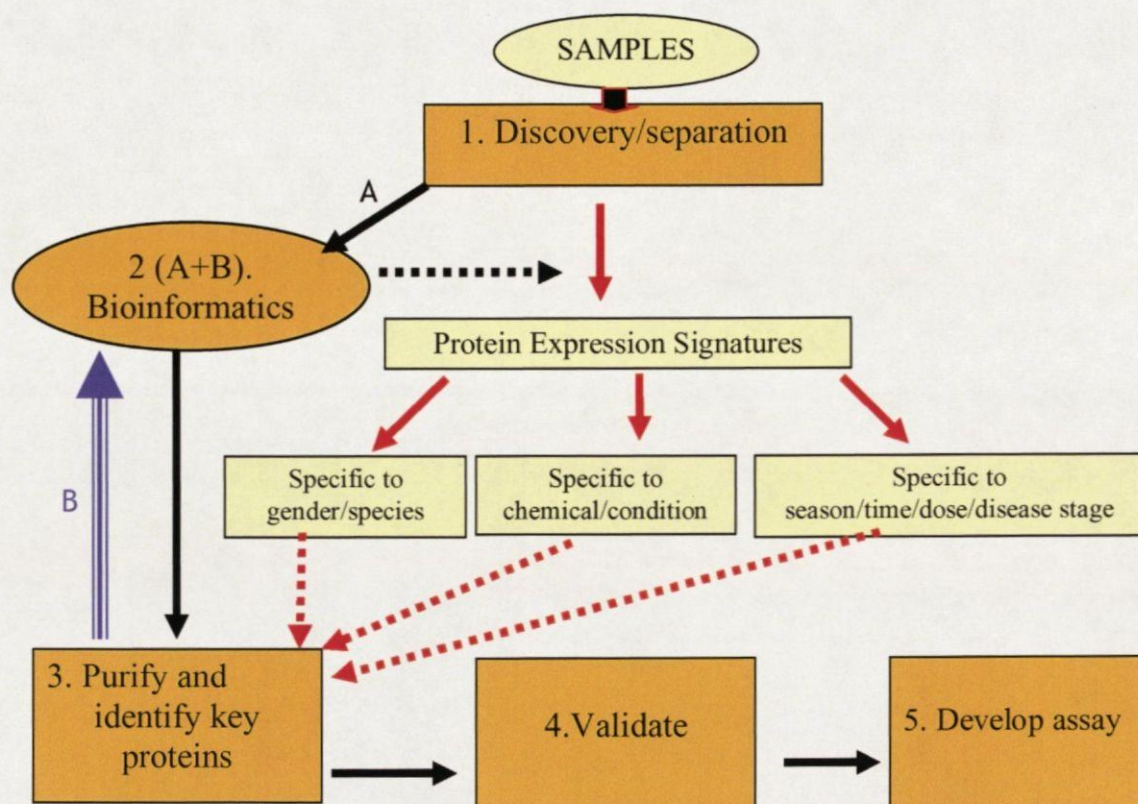 SAMPLES
1. Discovery/separation
A
2 (A+B).
Bioinformatics
Protein Expression Signatures
Specific to
gender/species
Specific to
chemical/condition
Specific to
season/time/dose/disease stage
B
3. Purify and
identify key
proteins
4.Validate
5. Develop assay